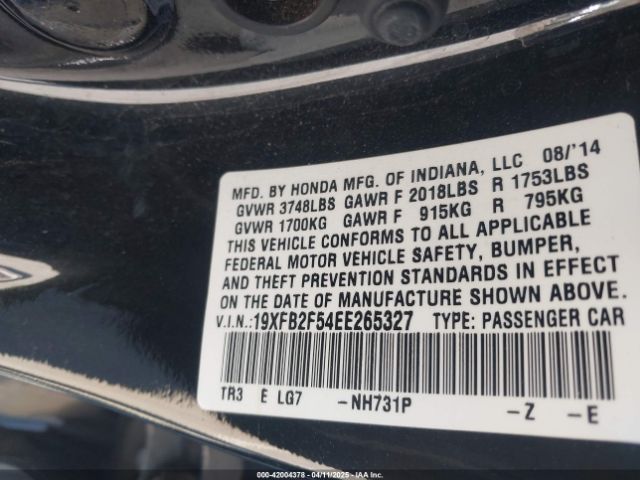 MFD. BY HONDA MFG. OF INDIANA, LLC 08/'14
GVWR 3748LBS GAWR F 2018LBS R 1753LBS
GVWR 1700KG GAWR F 915KG R 795KG
THIS VEHICLE CONFORMS TO ALL APPLICABLE
FEDERAL MOTOR VEHICLE SAFETY, BUMPER,
AND THEFT PREVENTION STANDARDS IN EFFECT
ON THE DATE OF MANUFACTURE SHOWN ABOVE.
V.I.N.:19XFB2F54EE265327 TYPE: PASSENGER CAR
TR3 E LG7 -NH731P -Z -E
000-42004378 04/11/2025 - IAAI.COM